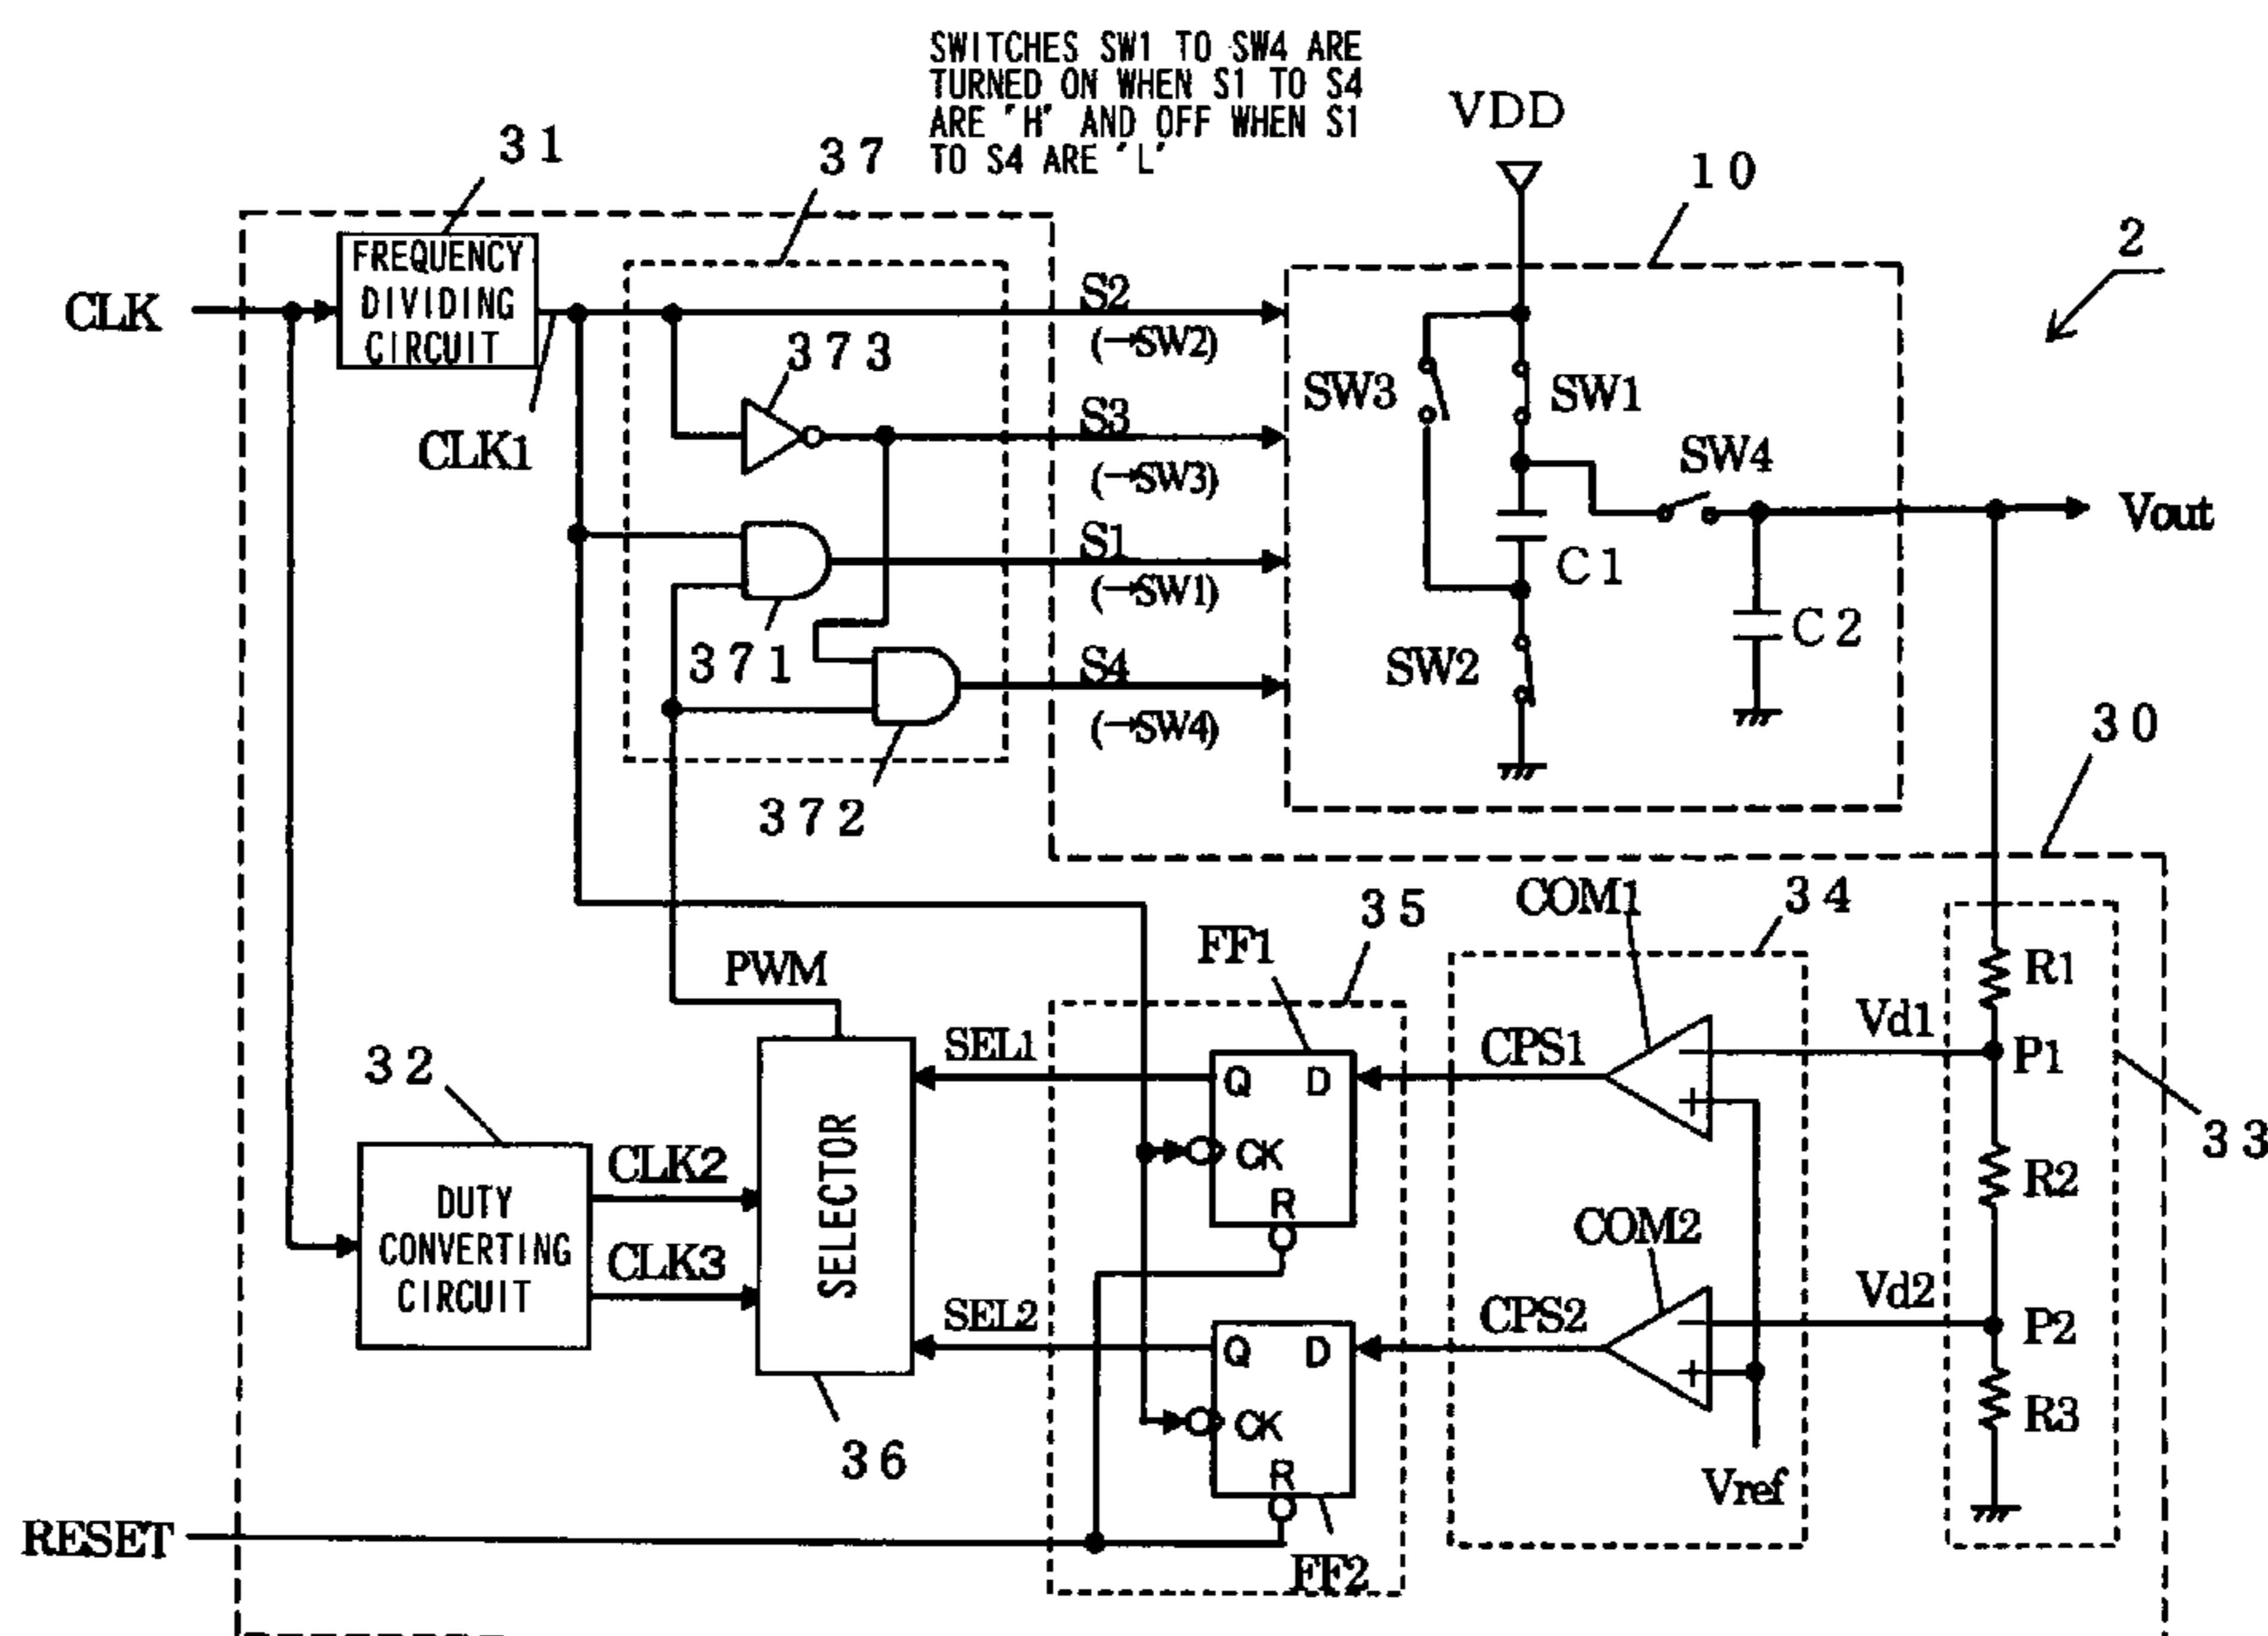 SWITCHES SW1 TO SW4 ARE
TURNED ON WHEN S1 TO S4
ARE 'H' AND OFF WHEN S1
TO S4 ARE 'L'
VDD
31
37
10
2
FREQUENCY
DIVIDING
CIRCUIT
CLK
CLK1
373
S2
(→SW2)
S3
(→SW3)
S1
(→SW1)
S4
(→SW4)
371
372
SW3
SW1
SW4
C1
C2
SW2
Vout
30
PWM
35
FF1
COM1
34
R1
Vd1
P1
CPS1
SEL1
Q D
CK
R
33
32
DUTY
CONVERTING
CIRCUIT
CLK2
CLK3
SELECTOR
36
R2
COM2
Vd2
P2
CPS2
SEL2
Q D
CK
R
R3
Vref
RESET
FF2